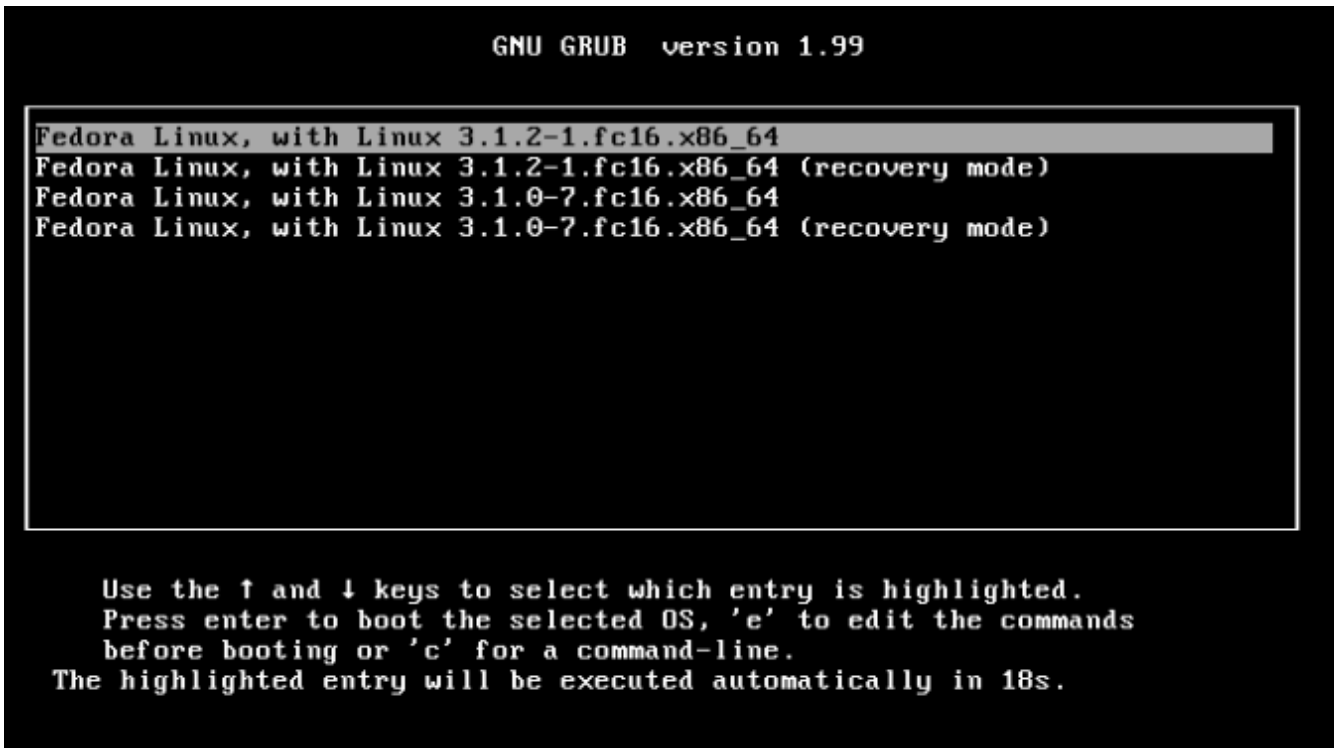 GNU GRUB  version 1.99
Fedora Linux, with Linux 3.1.2-1.fc16.x86_64
Fedora Linux, with Linux 3.1.2-1.fc16.x86_64 (recovery mode)
Fedora Linux, with Linux 3.1.0-7.fc16.x86_64
Fedora Linux, with Linux 3.1.0-7.fc16.x86_64 (recovery mode)
Use the ↑ and ↓ keys to select which entry is highlighted.
Press enter to boot the selected OS, 'e' to edit the commands
before booting or 'c' for a command-line.
The highlighted entry will be executed automatically in 18s.